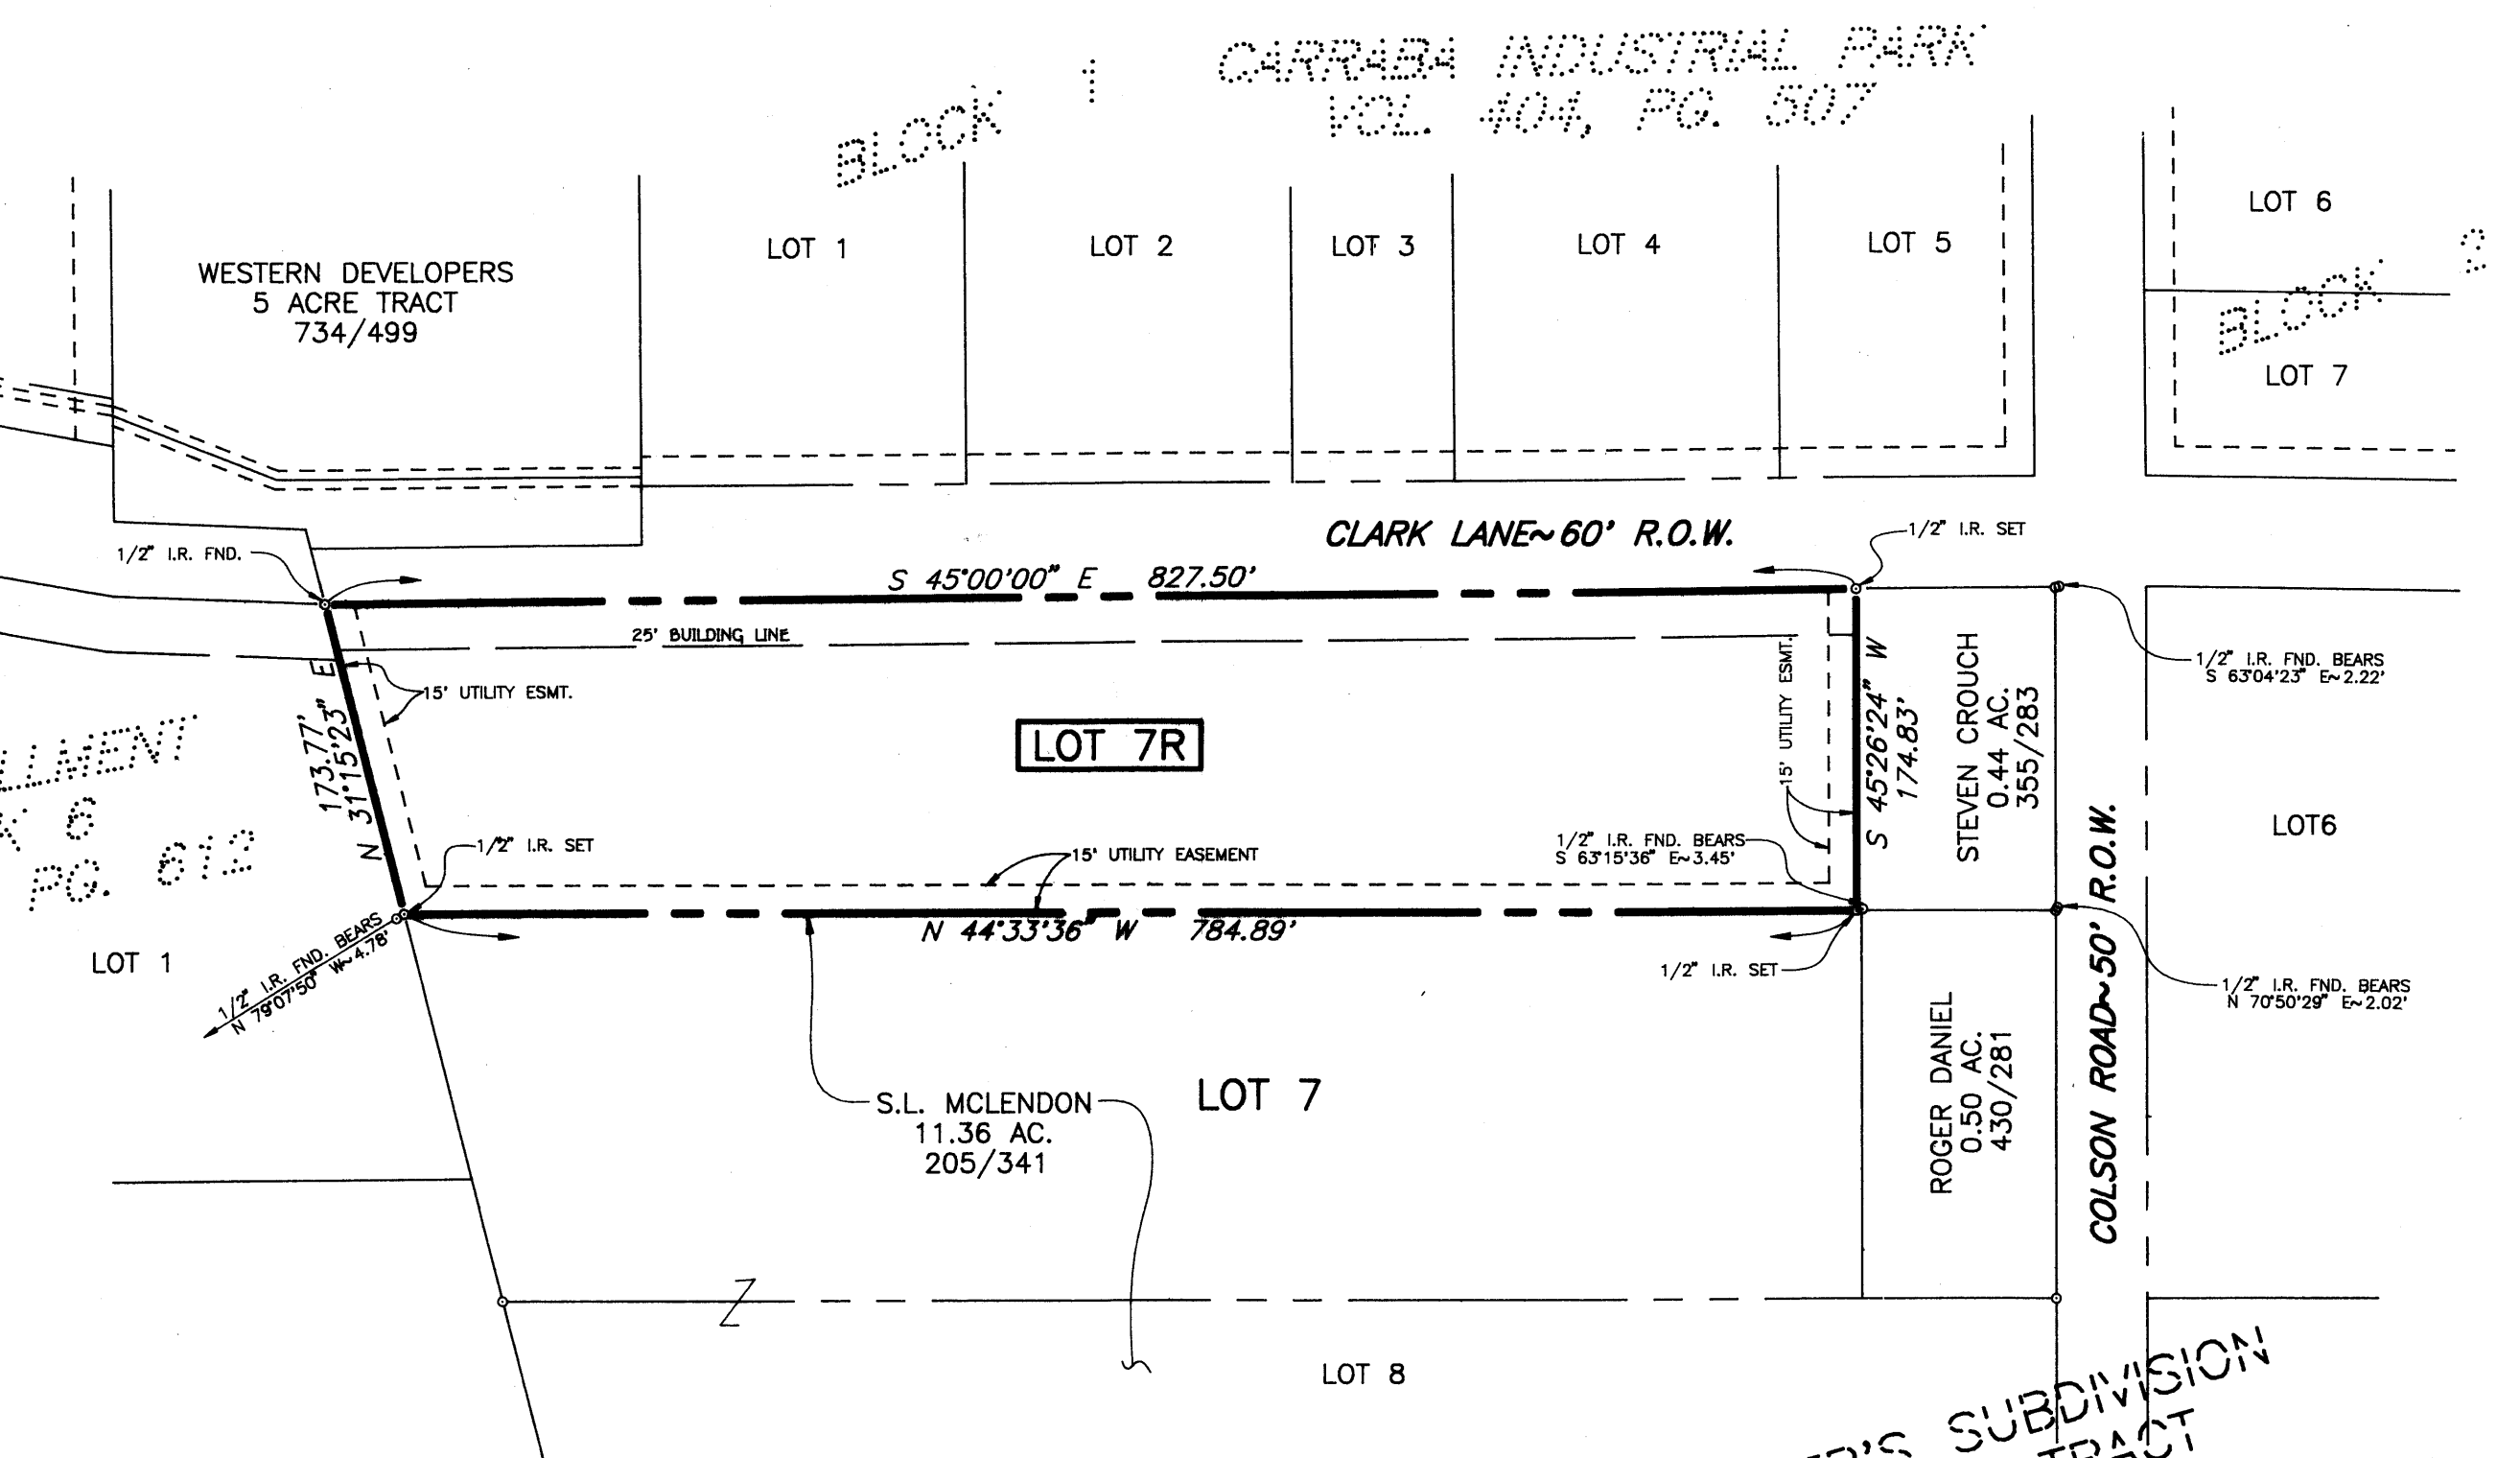 CARRABA INDUSTRIAL PARK
VOL. 404, PG. 507
BLOCK 1
LOT 6
BLOCK 2
LOT 7
LOT 1
LOT 2
LOT 3
LOT 4
LOT 5
WESTERN DEVELOPERS
5 ACRE TRACT
734/499
CLARK LANE~60' R.O.W.
1/2" I.R. SET
1/2" I.R. FND.
S 45°00'00" E 827.50'
25' BUILDING LINE
15' UTILITY ESMT.
173.77'
N 31°15'23" E
LOT 7R
15' UTILITY ESMT.
S 45°26'24" W
174.83'
STEVEN CROUCH
0.44 AC.
355/283
1/2" I.R. FND. BEARS
S 63°04'23" E~2.22'
PG. 612
6
LOT6
1/2" I.R. SET
15' UTILITY EASEMENT
1/2" I.R. FND. BEARS
S 63°15'36" E~3.45'
N 44°33'36" W 784.89'
1/2" I.R. FND. BEARS
N 79°07'50" W~4.78'
LOT 1
1/2" I.R. SET
COLSON ROAD~50' R.O.W.
1/2" I.R. FND. BEARS
N 70°50'29" E~2.02'
ROGER DANIEL
0.50 AC.
430/281
S.L. MCLENDON
11.36 AC.
205/341
LOT 7
LOT 8
SUBDIVISION
TRACT